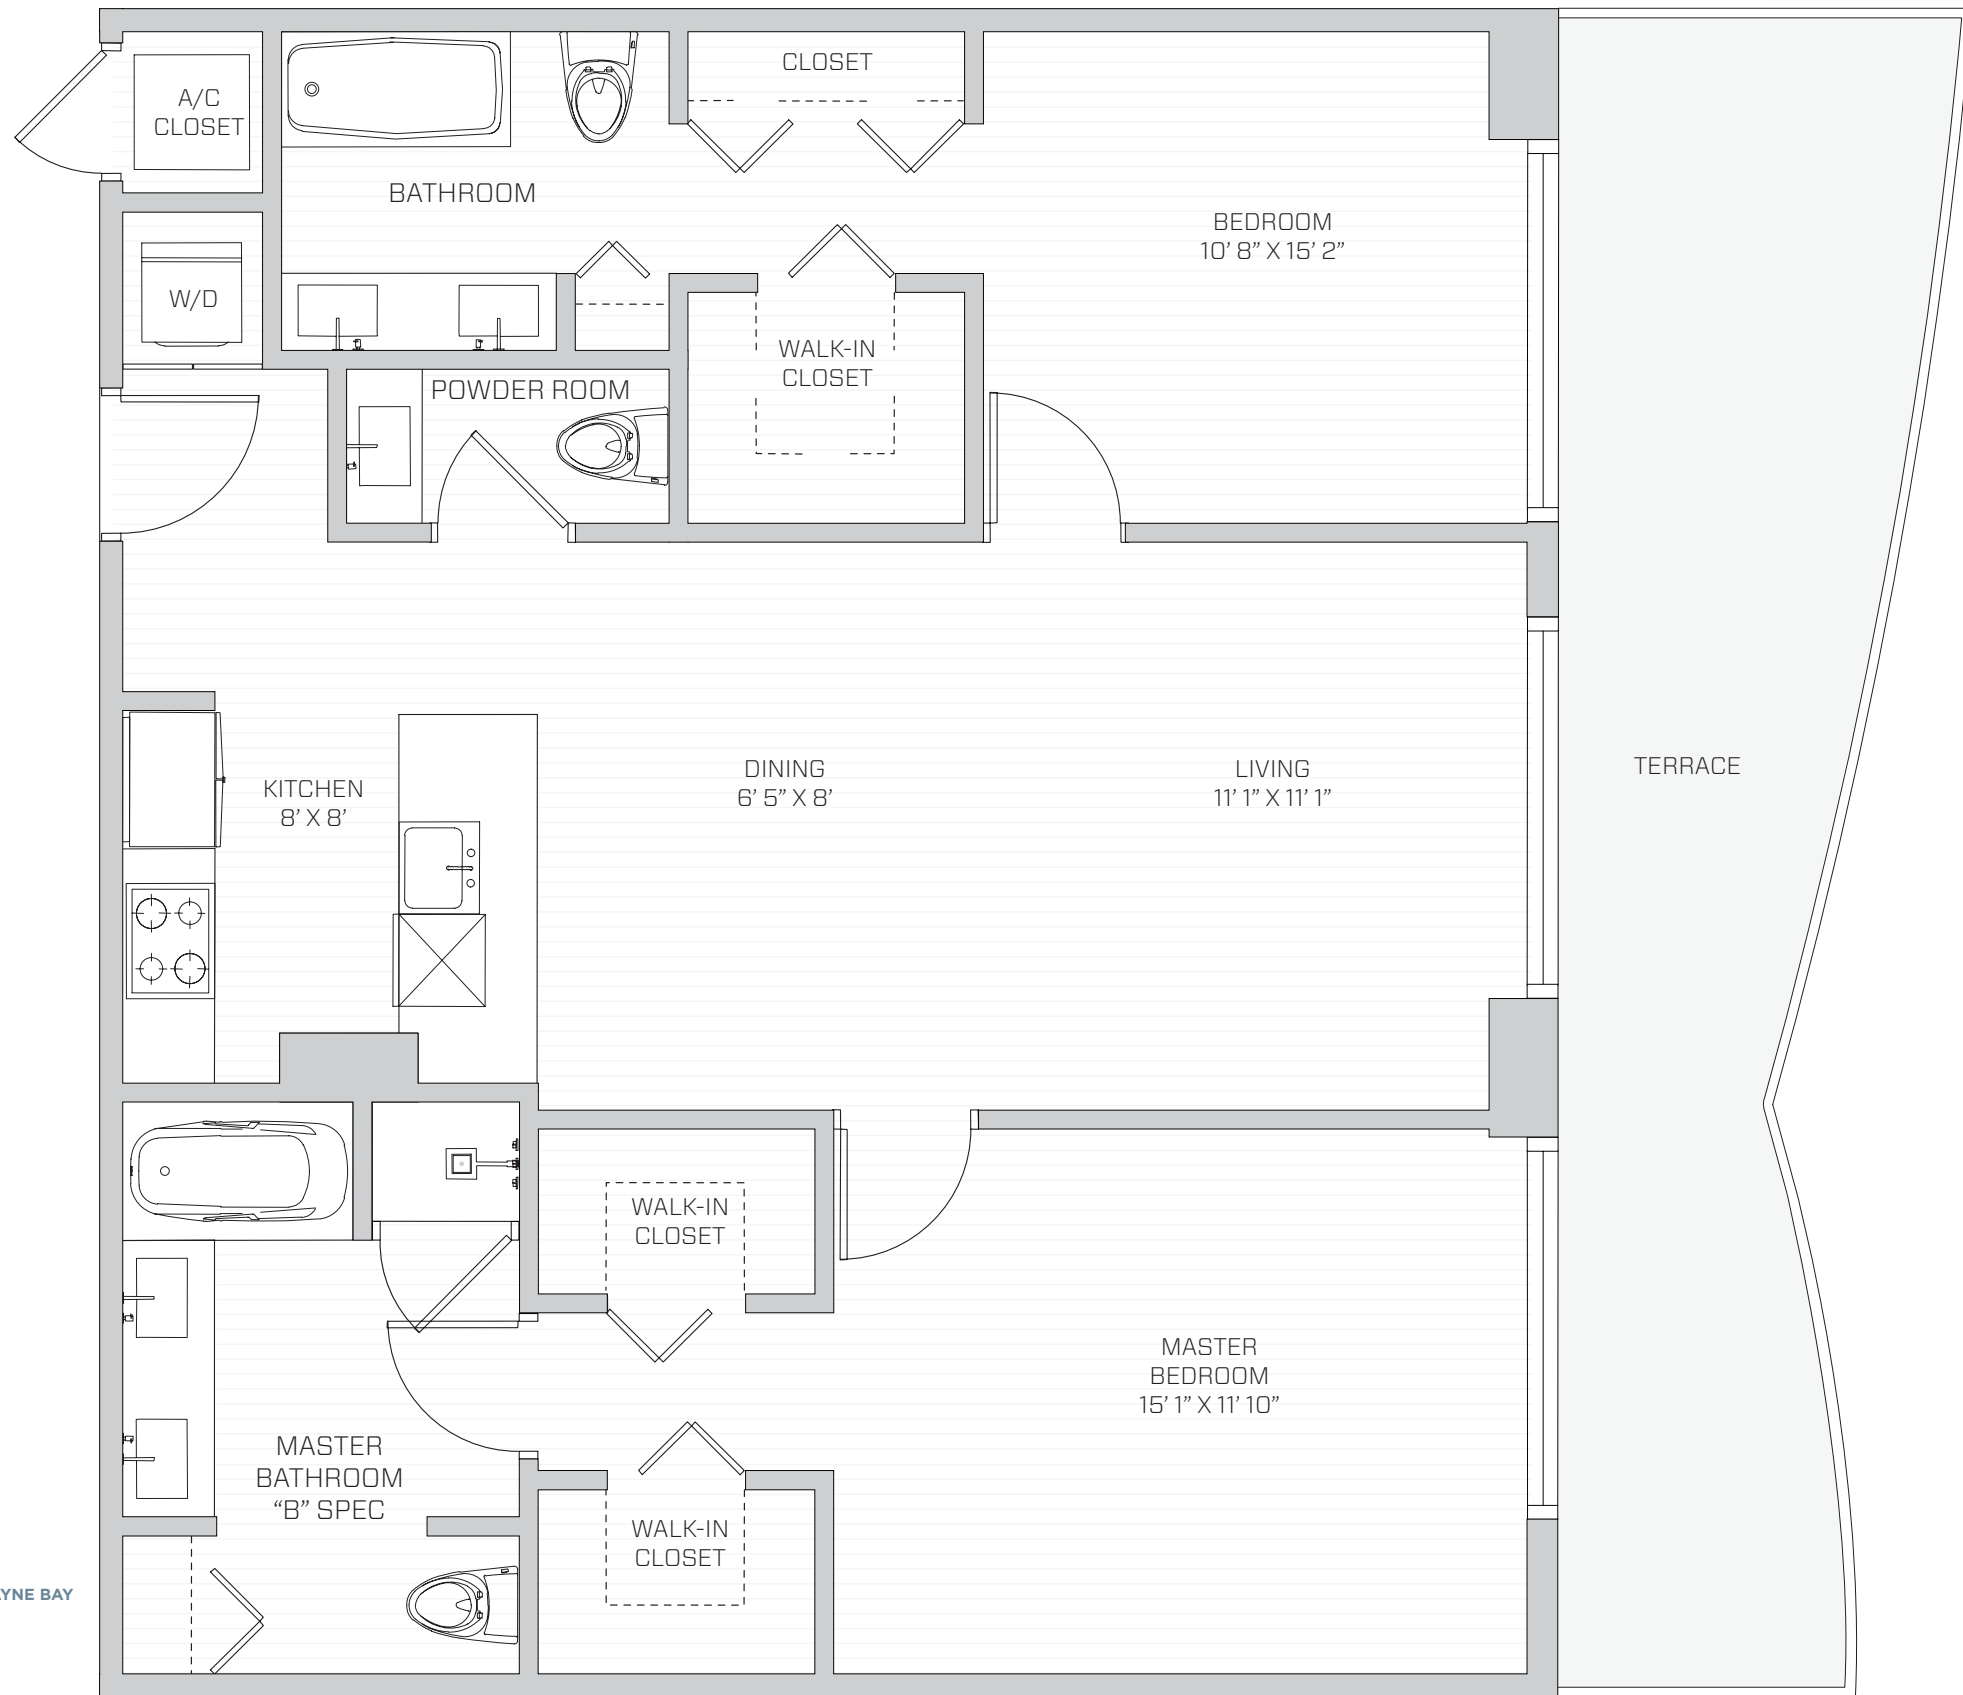 CLOSET
A/C
CLOSET
BATHROOM
BEDROOM
10’ 8” X 15’ 2”
W/D
WALK-IN
CLOSET
POWDER ROOM
KITCHEN
8’ X 8’
DINING
6’ 5” X 8’
LIVING
11’ 1” X 11’ 1”
TERRACE
WALK-IN
CLOSET
MASTER
BEDROOM
15’ 1” X 11’ 10”
MASTER
BATHROOM
“B” SPEC
WALK-IN
CLOSET
YNE BAY